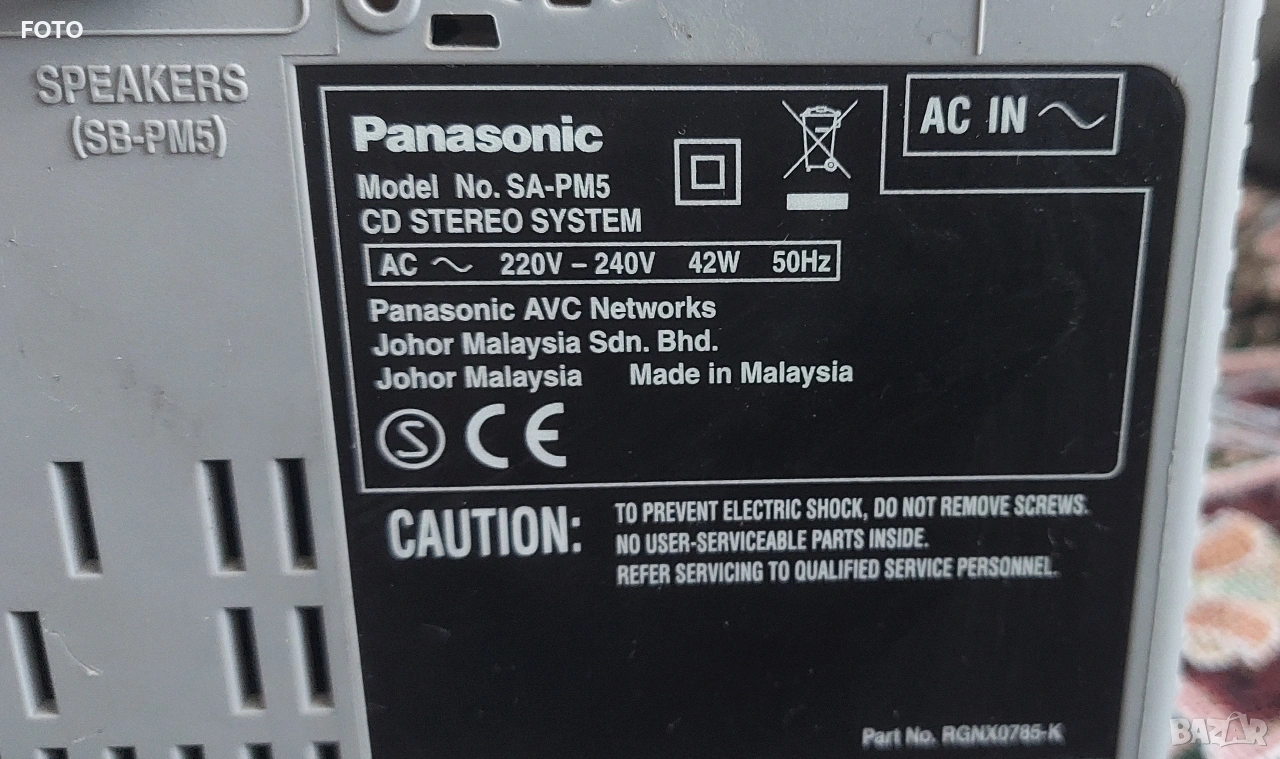 FOTO
SPEAKERS
(SB-PM5)
Panasonic
Model No. SA-PM5
CD STEREO SYSTEM
AC 220V – 240V 42W 50Hz
Panasonic AVC Networks
Johor Malaysia Sdn. Bhd.
Johor Malaysia Made in Malaysia
S CE
AC IN
CAUTION:
TO PREVENT ELECTRIC SHOCK, DO NOT REMOVE SCREWS.
NO USER-SERVICEABLE PARTS INSIDE.
REFER SERVICING TO QUALIFIED SERVICE PERSONNEL.
Part No. RGNX0785-K
BAZAR